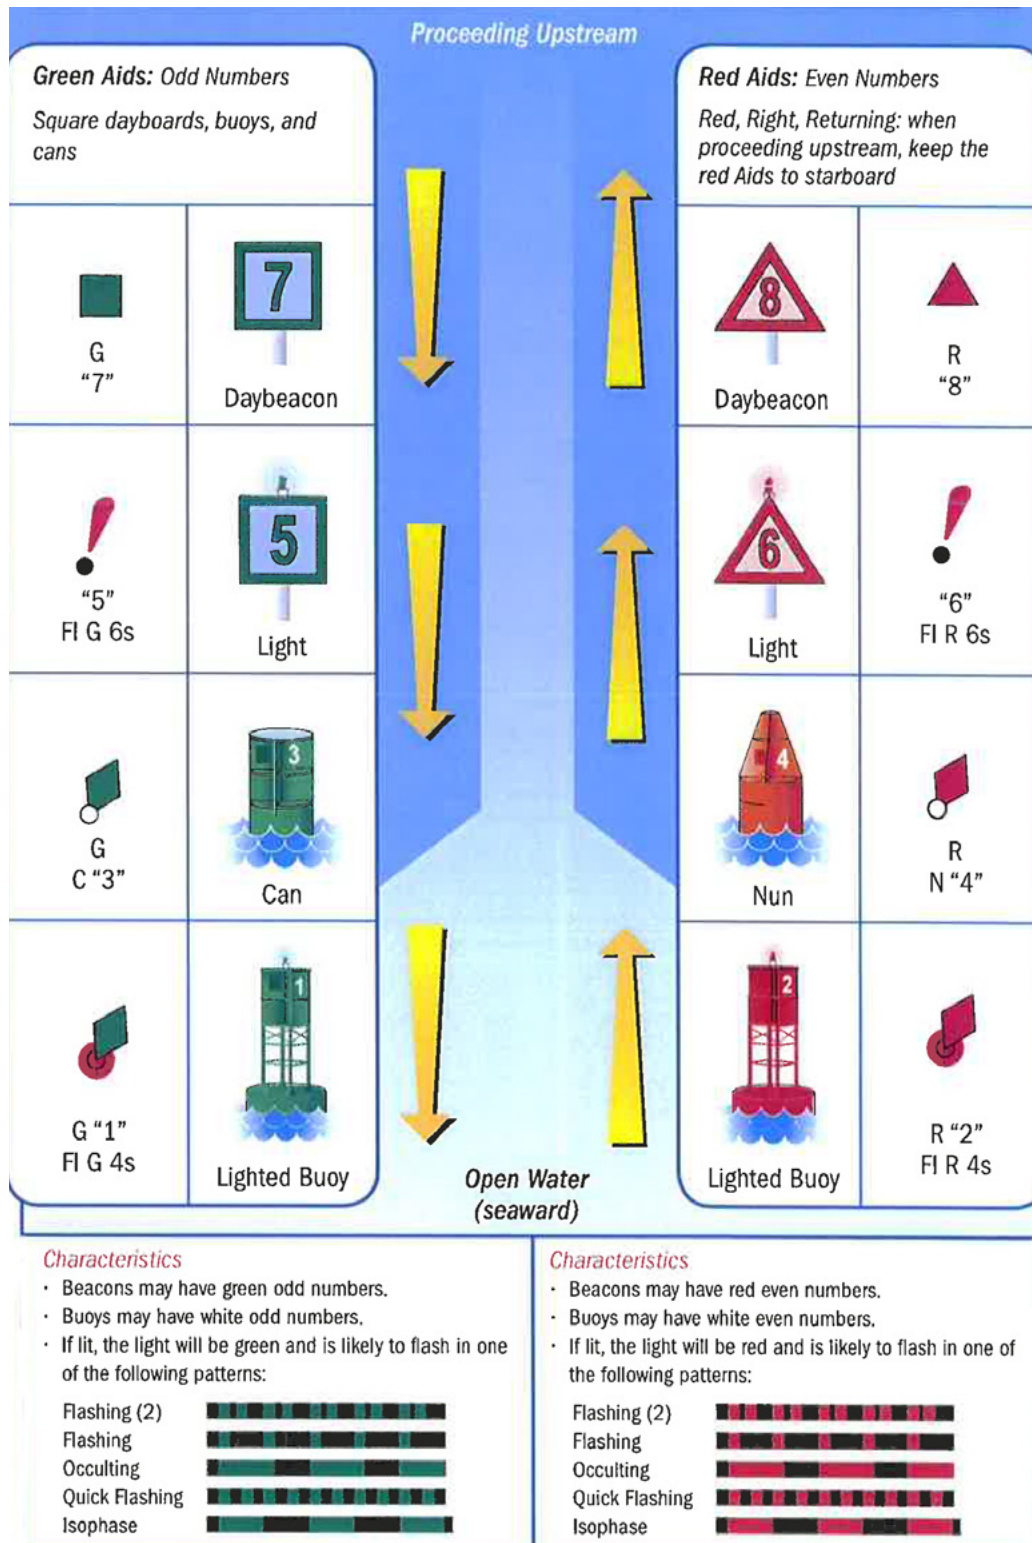 Proceeding Upstream
Green Aids: Odd Numbers
Square dayboards, buoys, and
cans
Red Aids: Even Numbers
Red, Right, Returning: when
proceeding upstream, keep the
red Aids to starboard
G
"7"
7
Daybeacon
8
Daybeacon
R
"8"
"5"
Fl G 6s
5
Light
6
Light
"6"
Fl R 6s
G
C "3"
3
Can
4
Nun
R
N "4"
G "1"
Fl G 4s
1
Lighted Buoy
Open Water
(seaward)
2
Lighted Buoy
R "2"
Fl R 4s
Characteristics
· Beacons may have green odd numbers.
· Buoys may have white odd numbers.
· If lit, the light will be green and is likely to flash in one
of the following patterns:
Flashing (2)
Flashing
Occulting
Quick Flashing
Isophase
Characteristics
· Beacons may have red even numbers.
· Buoys may have white even numbers.
· If lit, the light will be red and is likely to flash in one of
the following patterns:
Flashing (2)
Flashing
Occulting
Quick Flashing
Isophase